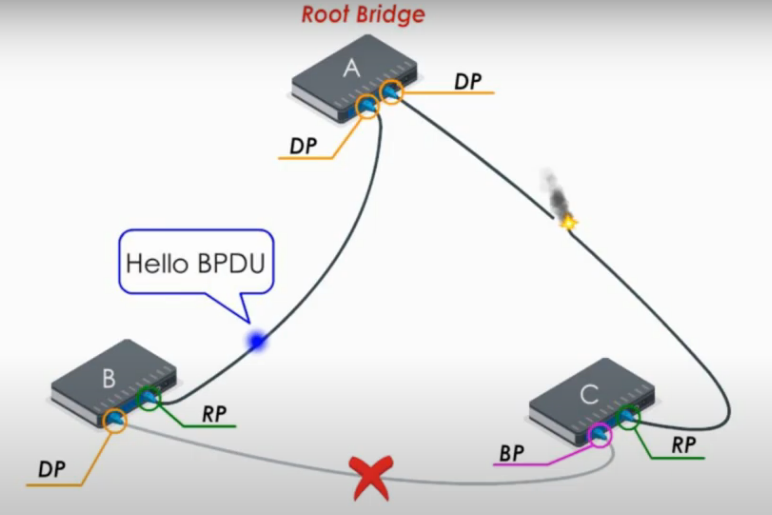 Root Bridge
A
DP
DP
Hello BPDU
B
RP
DP
C
BP
RP